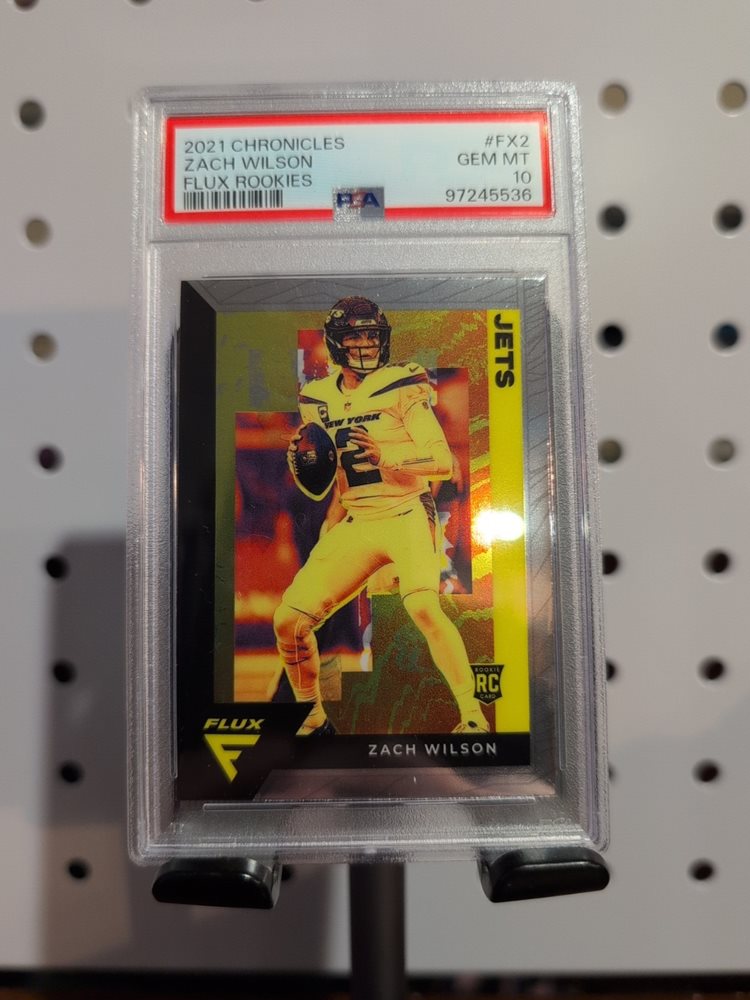 2021 CHRONICLES #FX2
ZACH WILSON GEM MT
FLUX ROOKIES 10
PSA 97245536
JETS
NEW YORK
2
ROOKIE
RC
CARD
FLUX
ZACH WILSON